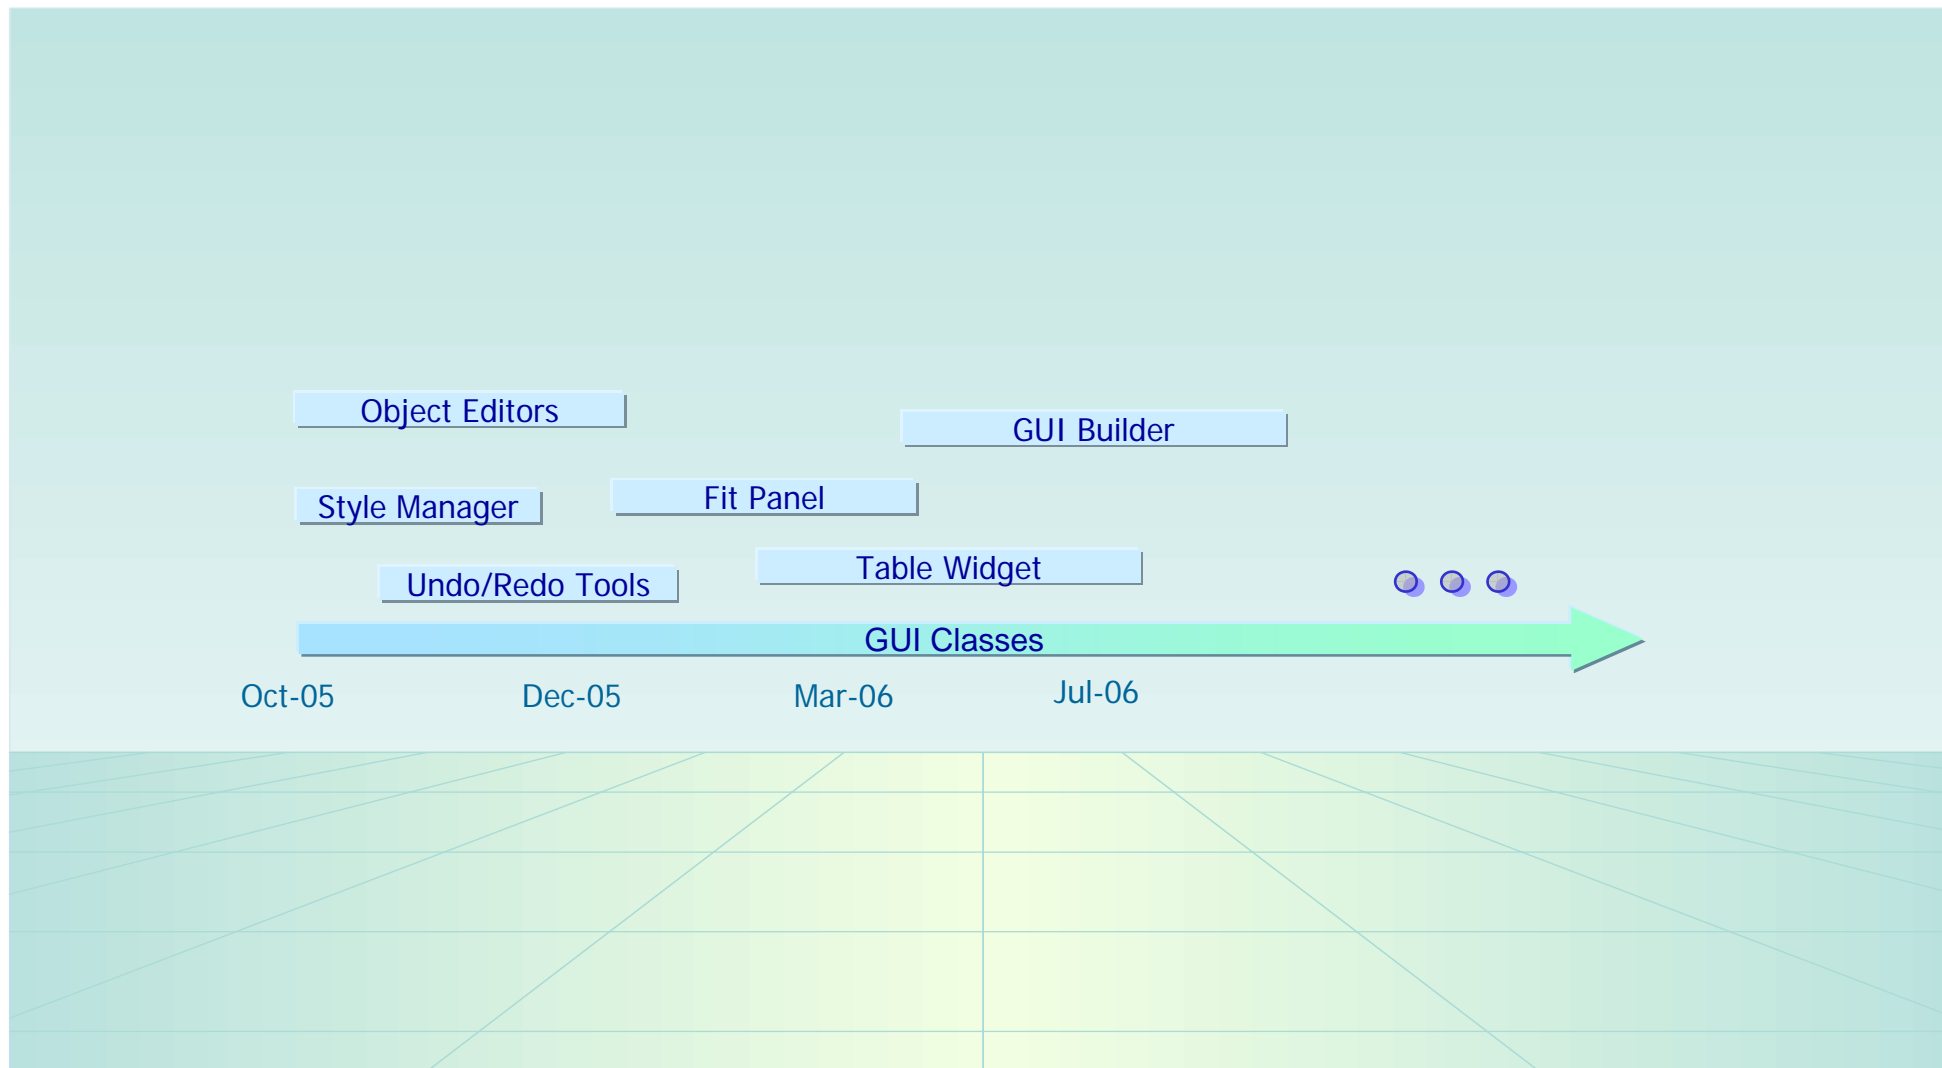 Object Editors
GUI Builder
Style Manager
Fit Panel
Undo/Redo Tools
Table Widget
GUI Classes
Oct-05
Dec-05
Mar-06
Jul-06